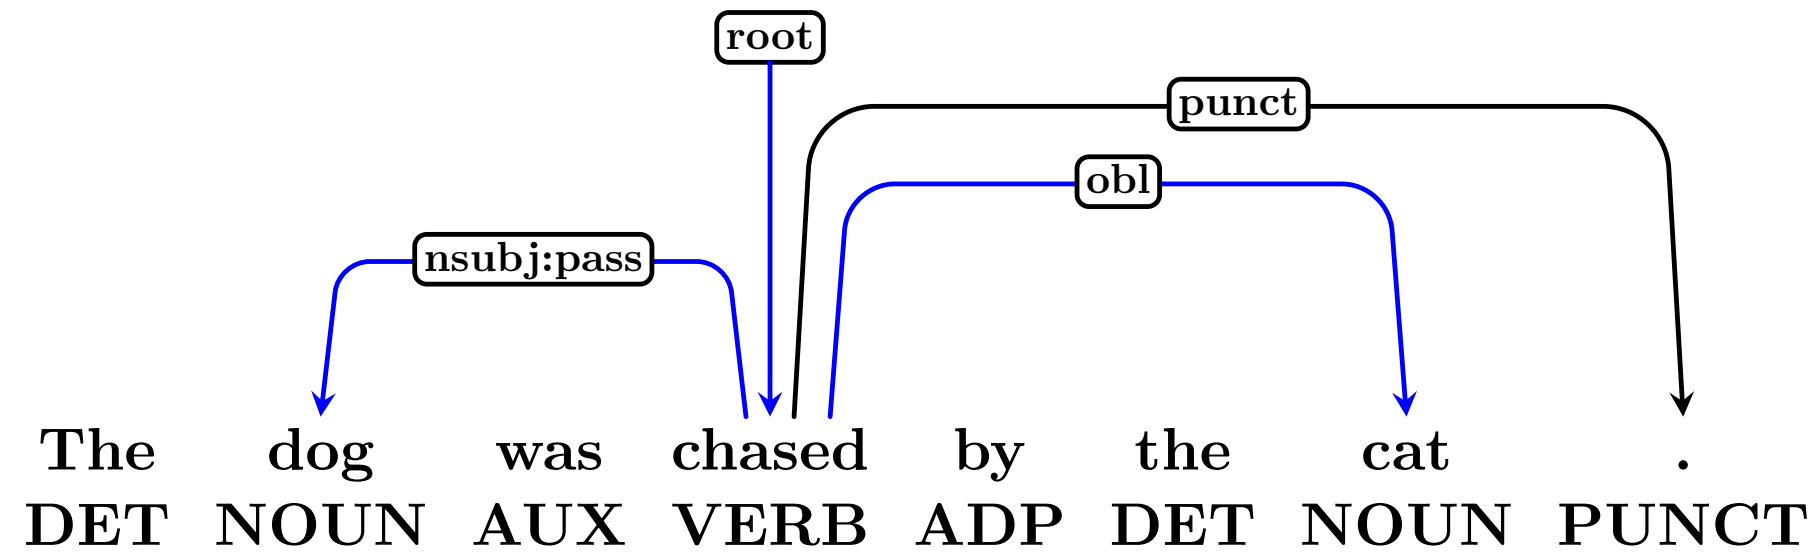 root
punct
obl
nsubj:pass
The dog was chased by the cat .
DET NOUN AUX VERB ADP DET NOUN PUNCT